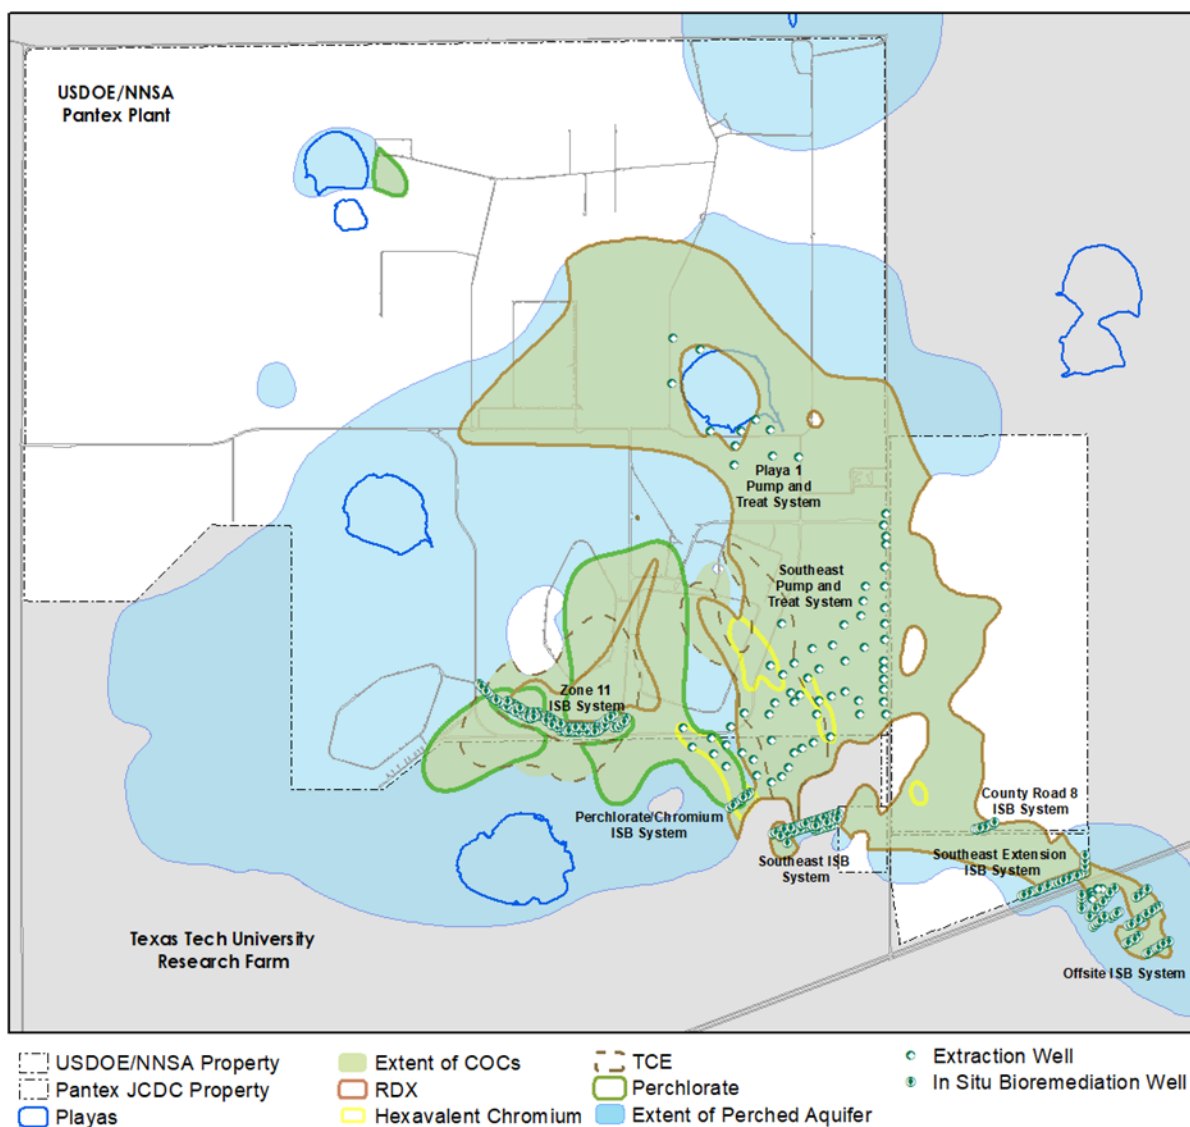 USDOE/NNSA
Pantex Plant
Playa 1
Pump and
Treat System
Southeast
Pump and
Treat System
Zone 11
ISB System
County Road 8
ISB System
Perchlorate/Chromium
ISB System
Southeast ISB
System
Southeast Extension
ISB System
Texas Tech University
Research Farm
Offsite ISB System
USDOE/NNSA Property
Pantex JCDC Property
Playas
Extent of COCs
RDX
Hexavalent Chromium
TCE
Perchlorate
Extent of Perched Aquifer
Extraction Well
In Situ Bioremediation Well